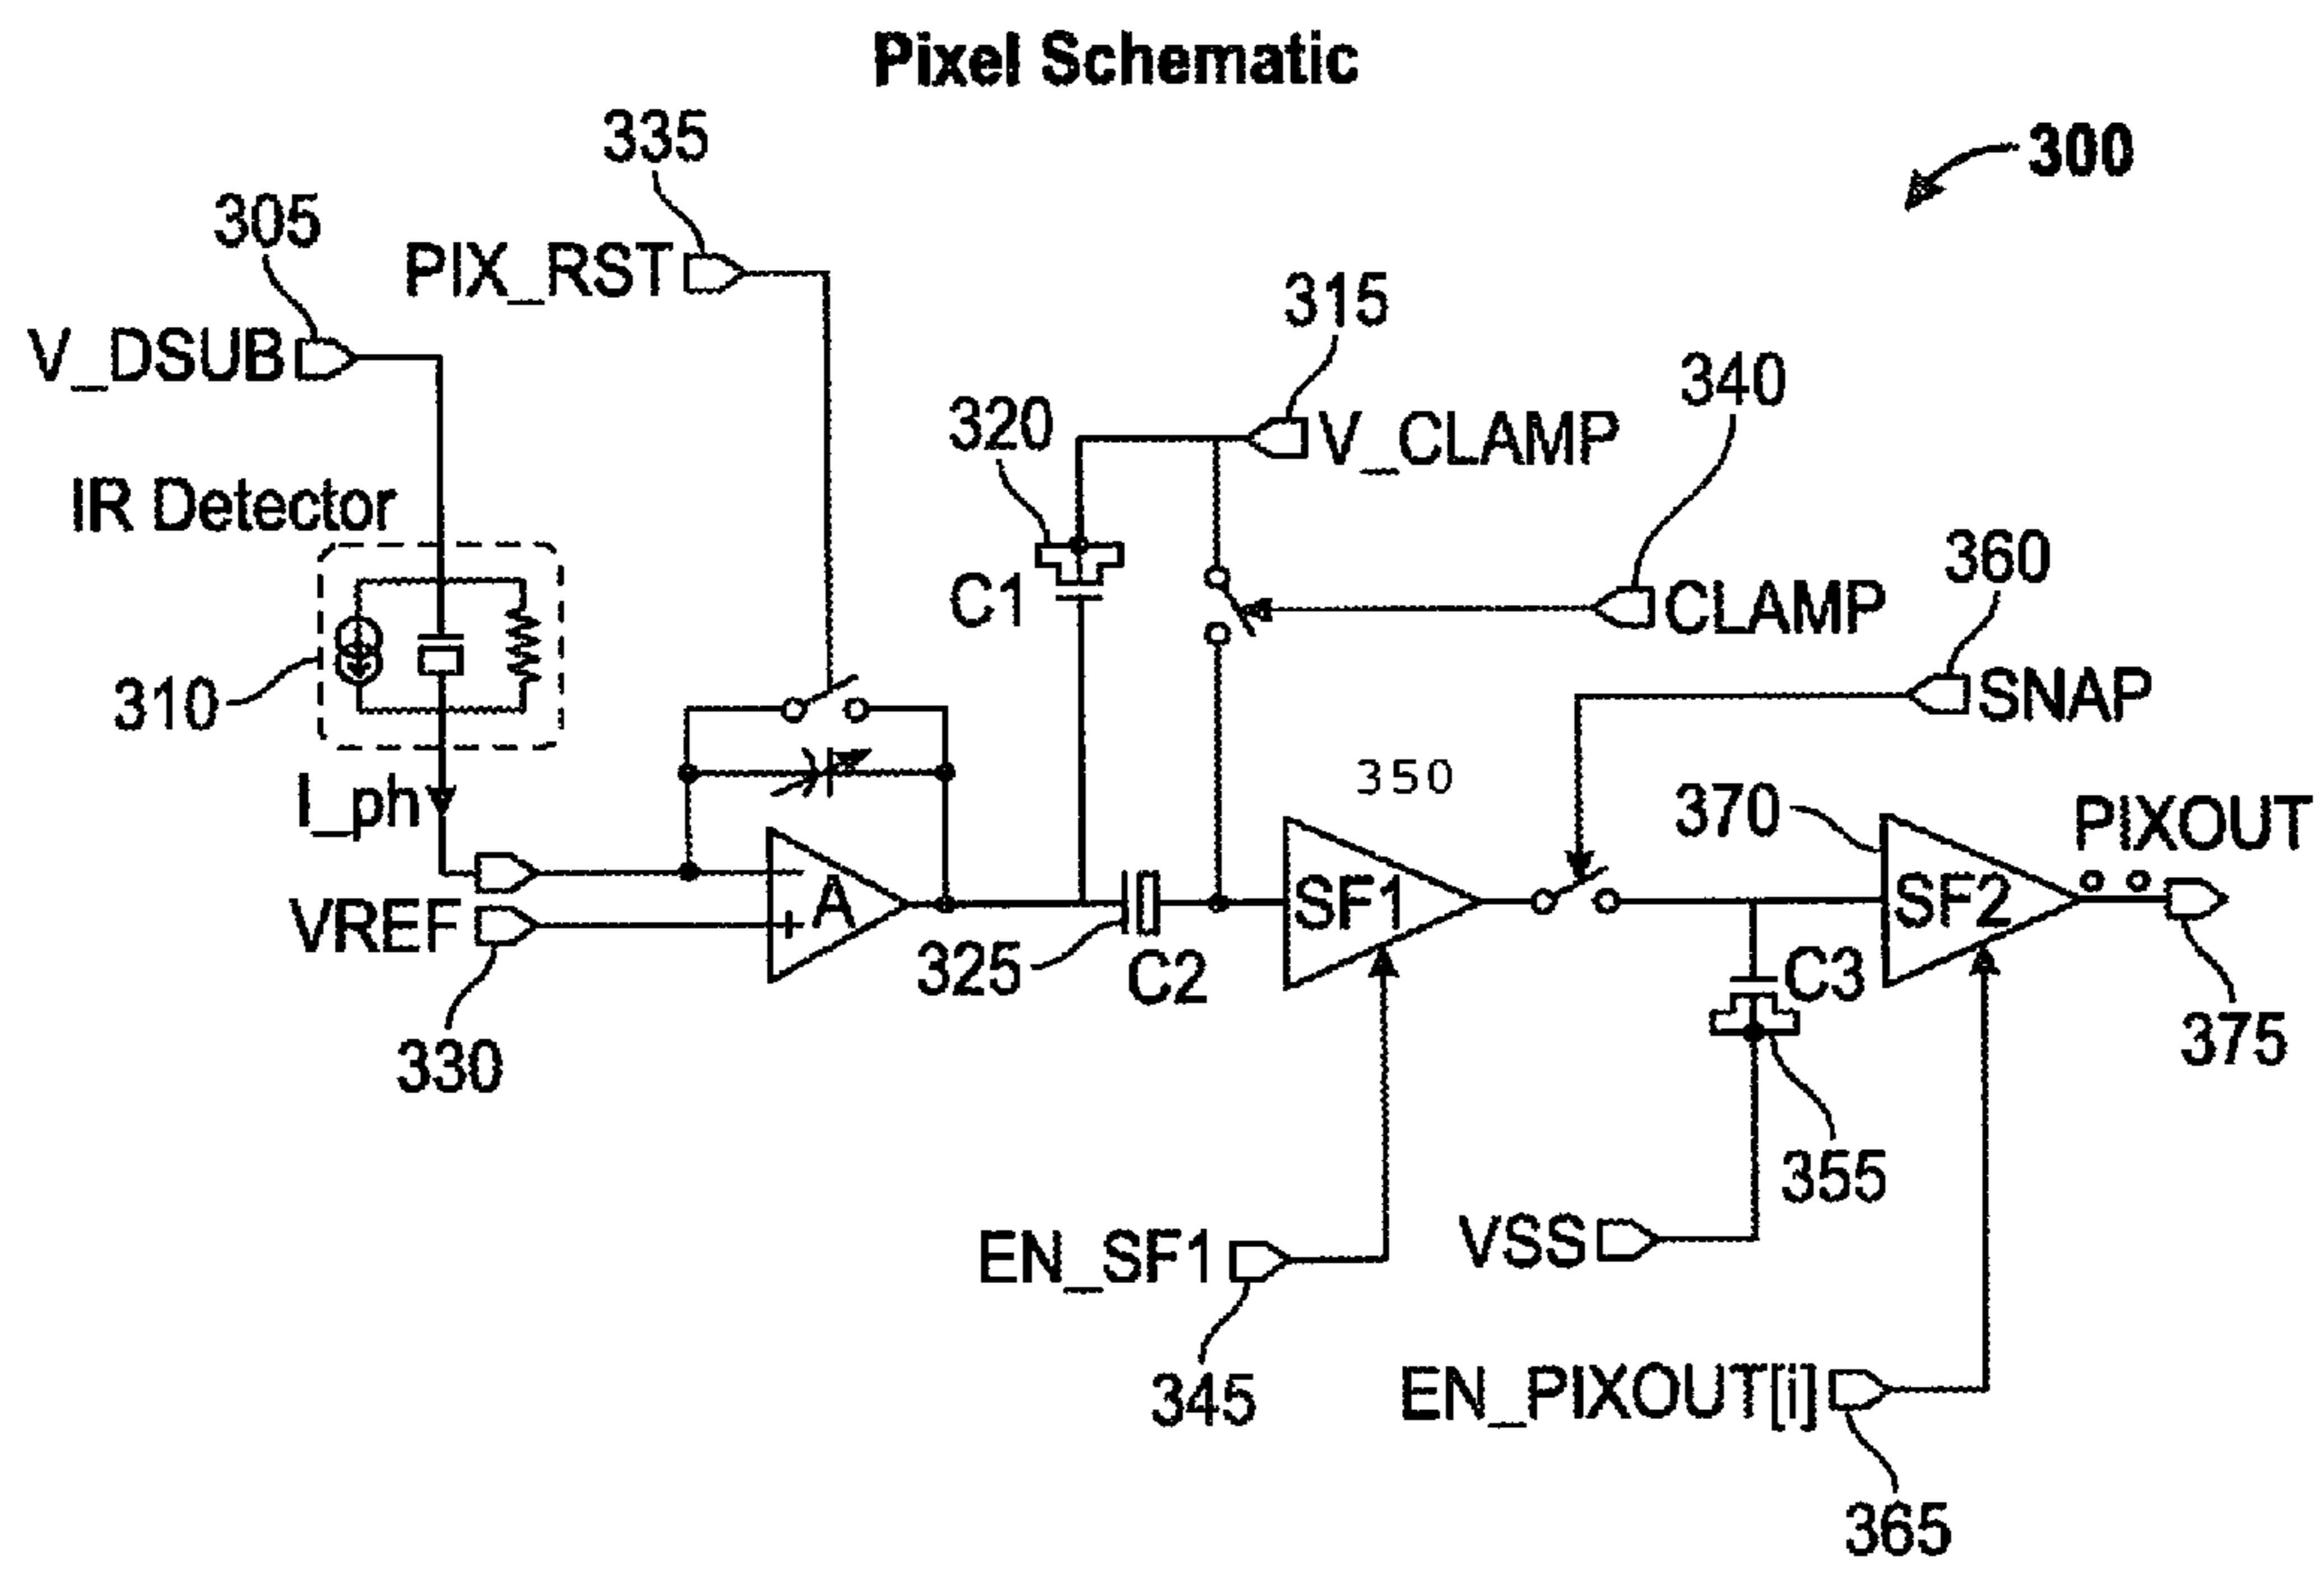 Pixel Schematic
335
300
305
PIX_RST
315
V_DSUB
340
320
V_CLAMP
IR Detector
360
C1
CLAMP
310
SNAP
350
I_ph
370
PIXOUT
SF1
SF2
A
VREF
325
C2
C3
330
375
355
EN_SF1
VSS
345
EN_PIXOUT[i]
365